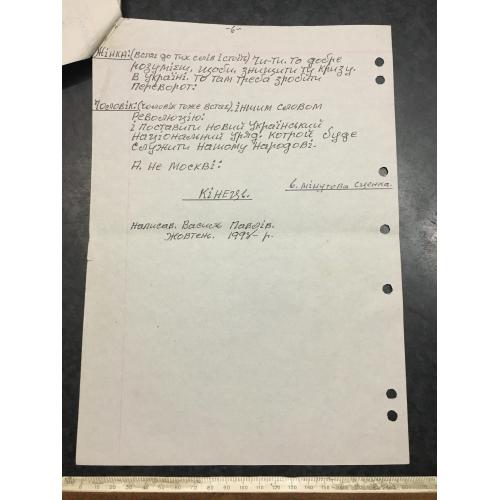 -6-
Жінка: (встає до тих слів і стоїть) Чи-ти. то добре
розумієш, щоби знищити ту кризу.
В Україні. то там треба зробити
переворот:
Чоловік: (чоловік тоже встає), іншим словом
Революцію:
і поставити новий Український
Національний Уряд. котрой буде
служити нашому народові.
А. не Москві:
6. мінутова сценка.
Кінець.
написав. Василь Павлів.
Жовтень. 1998- р.